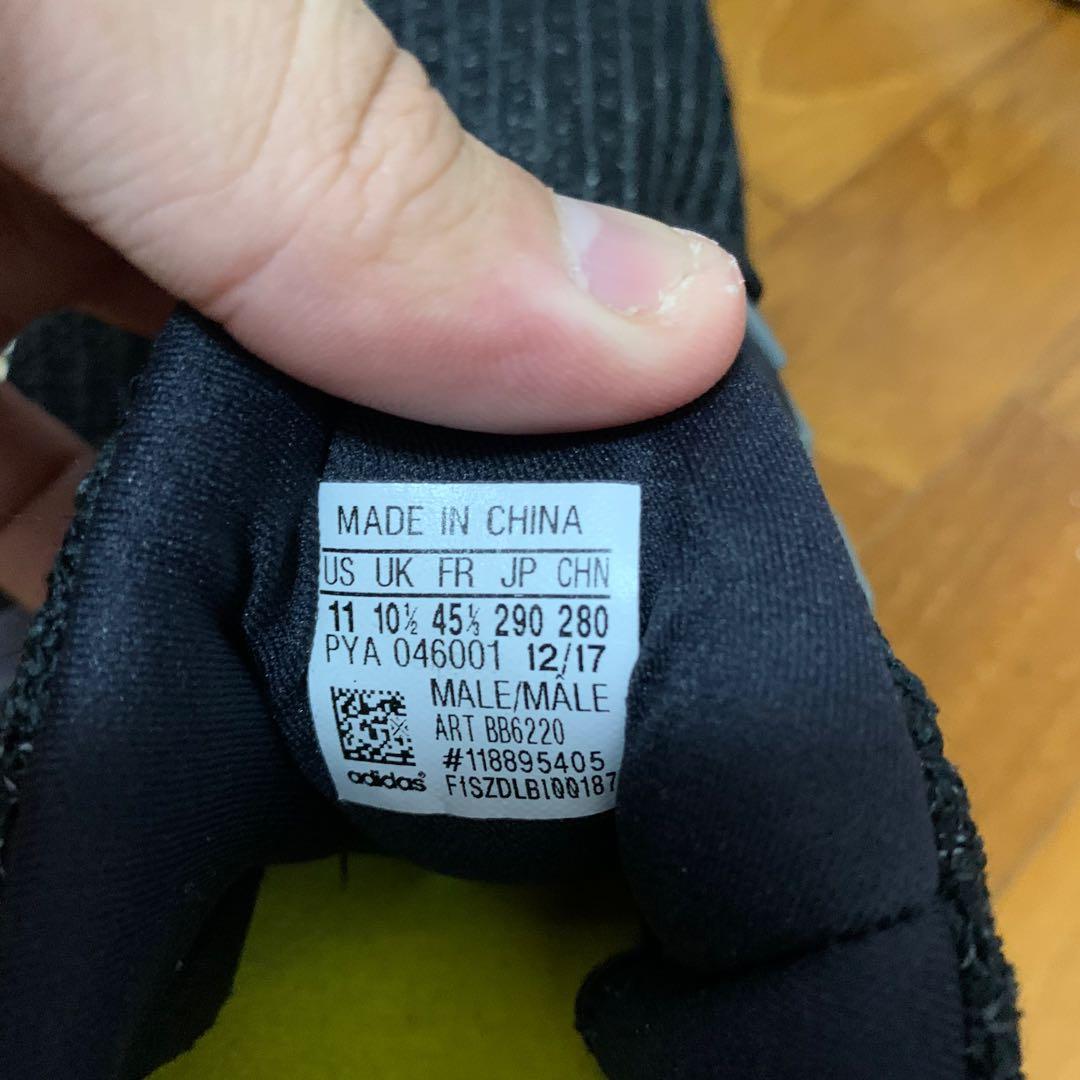 MADE IN CHINA
US UK FR JP CHN
11 10½ 45⅓ 290 280
PYA 046001 12/17
MALE/MÂLE
ART BB6220
#118895405
adidas F1SZDLBI00187